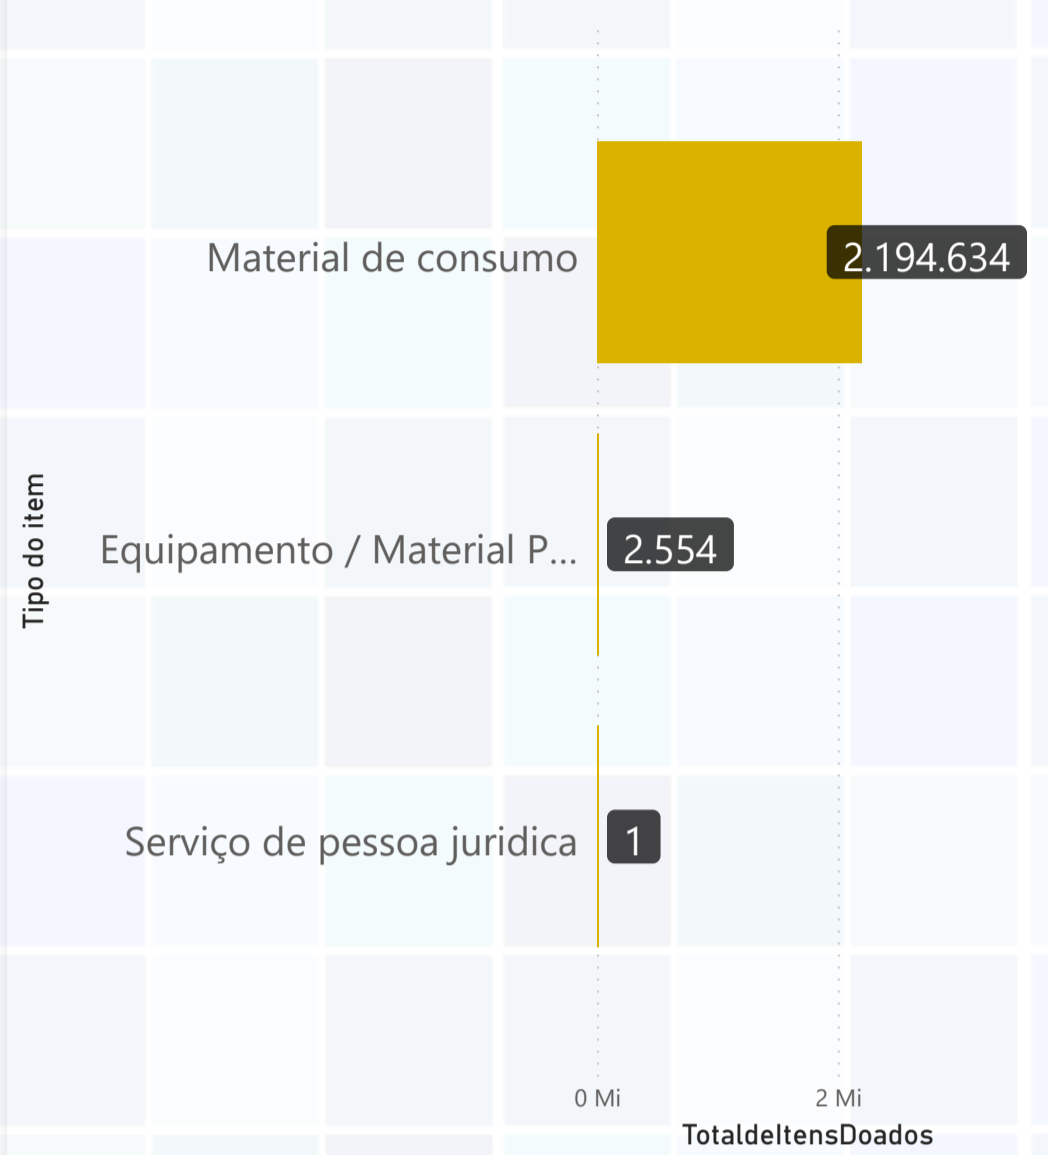 Tipo do item
Material de consumo
2.194.634
Equipamento / Material P...
2.554
Serviço de pessoa juridica
1
0 Mi
2 Mi
TotaldeItensDoados